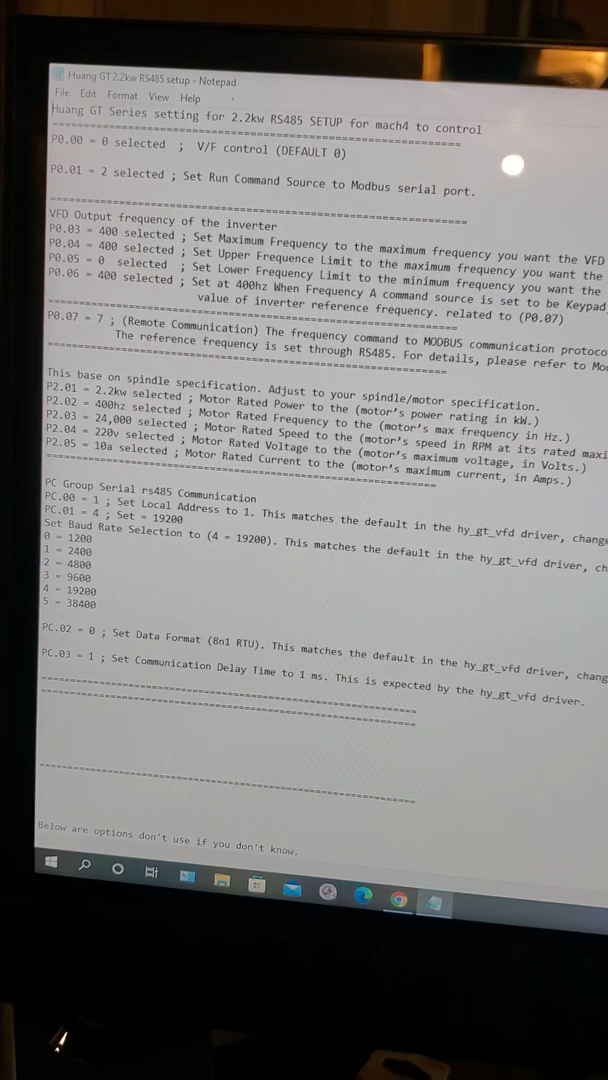 Huang GT 2.2kw RS485 setup - Notepad
File Edit Format View Help
Huang GT Series setting for 2.2kw RS485 SETUP for mach4 to control
P0.00 = 0 selected ; V/F control (DEFAULT 0)
P0.01 = 2 selected ; Set Run Command Source to Modbus serial port.
VFD Output frequency of the inverter
P0.03 = 400 selected ; Set Maximum Frequency to the maximum frequency you want the VFD
P0.04 = 400 selected ; Set Upper Frequence Limit to the maximum frequency you want the
P0.05 = 0 selected ; Set Lower Frequency Limit to the minimum frequency you want the
P0.06 = 400 selected ; Set at 400hz When Frequency A command source is set to be Keypad,
value of inverter reference frequency. related to (P0.07)
P0.07 = 7 ; (Remote Communication) The frequency command to MODBUS communication protoco
The reference frequency is set through RS485. For details, please refer to Mo
This base on spindle specification. Adjust to your spindle/motor specification.
P2.01 = 2.2kw selected ; Motor Rated Power to the (motor's power rating in kW.)
P2.02 = 400hz selected ; Motor Rated Frequency to the (motor's max frequency in Hz.)
P2.03 = 24,000 selected ; Motor Rated Speed to the (motor's speed in RPM at its rated maxi
P2.04 = 220v selected ; Motor Rated Voltage to the (motor's maximum voltage, in Volts.)
P2.05 = 10a selected ; Motor Rated Current to the (motor's maximum current, in Amps.)
PC Group Serial rs485 Communication
PC.00 = 1 ; Set Local Address to 1. This matches the default in the hy_gt_vfd driver, change
PC.01 = 4 ; Set = 19200
Set Baud Rate Selection to (4 = 19200). This matches the default in the hy_gt_vfd driver, ch
0 = 1200
1 = 2400
2 = 4800
3 = 9600
4 = 19200
5 = 38400
PC.02 = 0 ; Set Data Format (8n1 RTU). This matches the default in the hy_gt_vfd driver, chang
PC.03 = 1 ; Set Communication Delay Time to 1 ms. This is expected by the hy_gt_vfd driver.
Below are options don't use if you don't know.